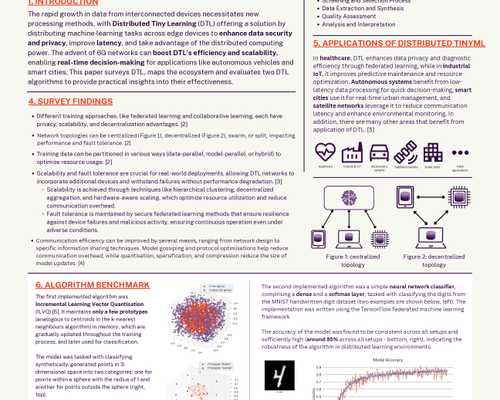 1. INTRODUCTION
The rapid growth in data from interconnected devices necessitates new
processing methods, with Distributed Tiny Learning (DTL) offering a solution by
distributing machine learning tasks across edge devices to enhance data security
and privacy, improve latency, and take advantage of the distributed computing
power. The advent of 6G networks can boost DTL's efficiency and scalability,
enabling real-time decision-making for applications like autonomous vehicles and
smart cities. This paper surveys DTL, maps the ecosystem and evaluates two DTL
algorithms to provide practical insights into their effectiveness.
4. SURVEY FINDINGS
• Different training approaches, like federated learning and collaborative learning, each have
privacy, scalability, and decentralization advantages. [2]
• Network topologies can be centralized (Figure 1), decentralized (Figure 2), swarm, or split, impacting
performance and fault tolerance. [2]
• Training data can be partitioned in various ways (data-parallel, model-parallel, or hybrid) to
optimise resource usage. [2]
• Scalability and fault tolerance are crucial for real-world deployments, allowing DTL networks to
incorporate additional devices and withstand failures without performance degradation. [3]
◦ Scalability is achieved through techniques like hierarchical clustering, decentralized
aggregation, and hardware-aware scaling, which optimize resource utilization and reduce
communication overhead.
◦ Fault tolerance is maintained by secure federated learning methods that ensure resilience
against device failures and malicious activity, ensuring continuous operation even under
adverse conditions.
• Communication efficiency can be improved by several means, ranging from network design to
specific information sharing techniques. Model gossiping and protocol optimisations help reduce
communication overhead, while quantisation, sparsification, and compression reduce the size of
model updates. [4]
• Screening and Selection Process
• Data Extraction and Synthesis
• Quality Assessment
• Analysis and Interpretation
5. APPLICATIONS OF DISTRIBUTED TINYML
In healthcare, DTL enhances data privacy and diagnostic
efficiency through federated learning, while in industrial
IoT, it improves predictive maintenance and resource
optimization. Autonomous systems benefit from low-
latency data processing for quick decision-making, smart
cities use it for real-time urban management, and
satellite networks leverage it to reduce communication
latency and enhance environmental monitoring. In
addition, there are many other areas that benefit from
application of DTL. [5]
Figure 1: centralized
topology
Figure 2: decentralized
topology
6. ALGORITHM BENCHMARK
The first implemented algorithm was
Incremental Learning Vector Quantisation
(ILVQ) [6]. It maintains only a few prototypes
(analogous to centroids in the k-nearest
neighbours algorithm) in memory, which are
gradually updated throughout the training
process, and later used for classification.
The model was tasked with classifying
synthetically-generated points in 3-
dimensional space into two categories: one for
points within a sphere with the radius of 1 and
another for points outside the sphere (right,
top).
The second implemented algorithm was a simple neural network classifier,
comprising a dense and a softmax layer, tasked with classifying the digits from
the MNIST handwritten digit dataset (two examples are shown below, left). The
implementation was written using the TensorFlow federated machine learning
framework.
The accuracy of the model was found to be consistent across all setups and
sufficiently high (around 85% across all setups - bottom, right), indicating the
robustness of the algorithm in distributed learning environments.
Model Accuracy